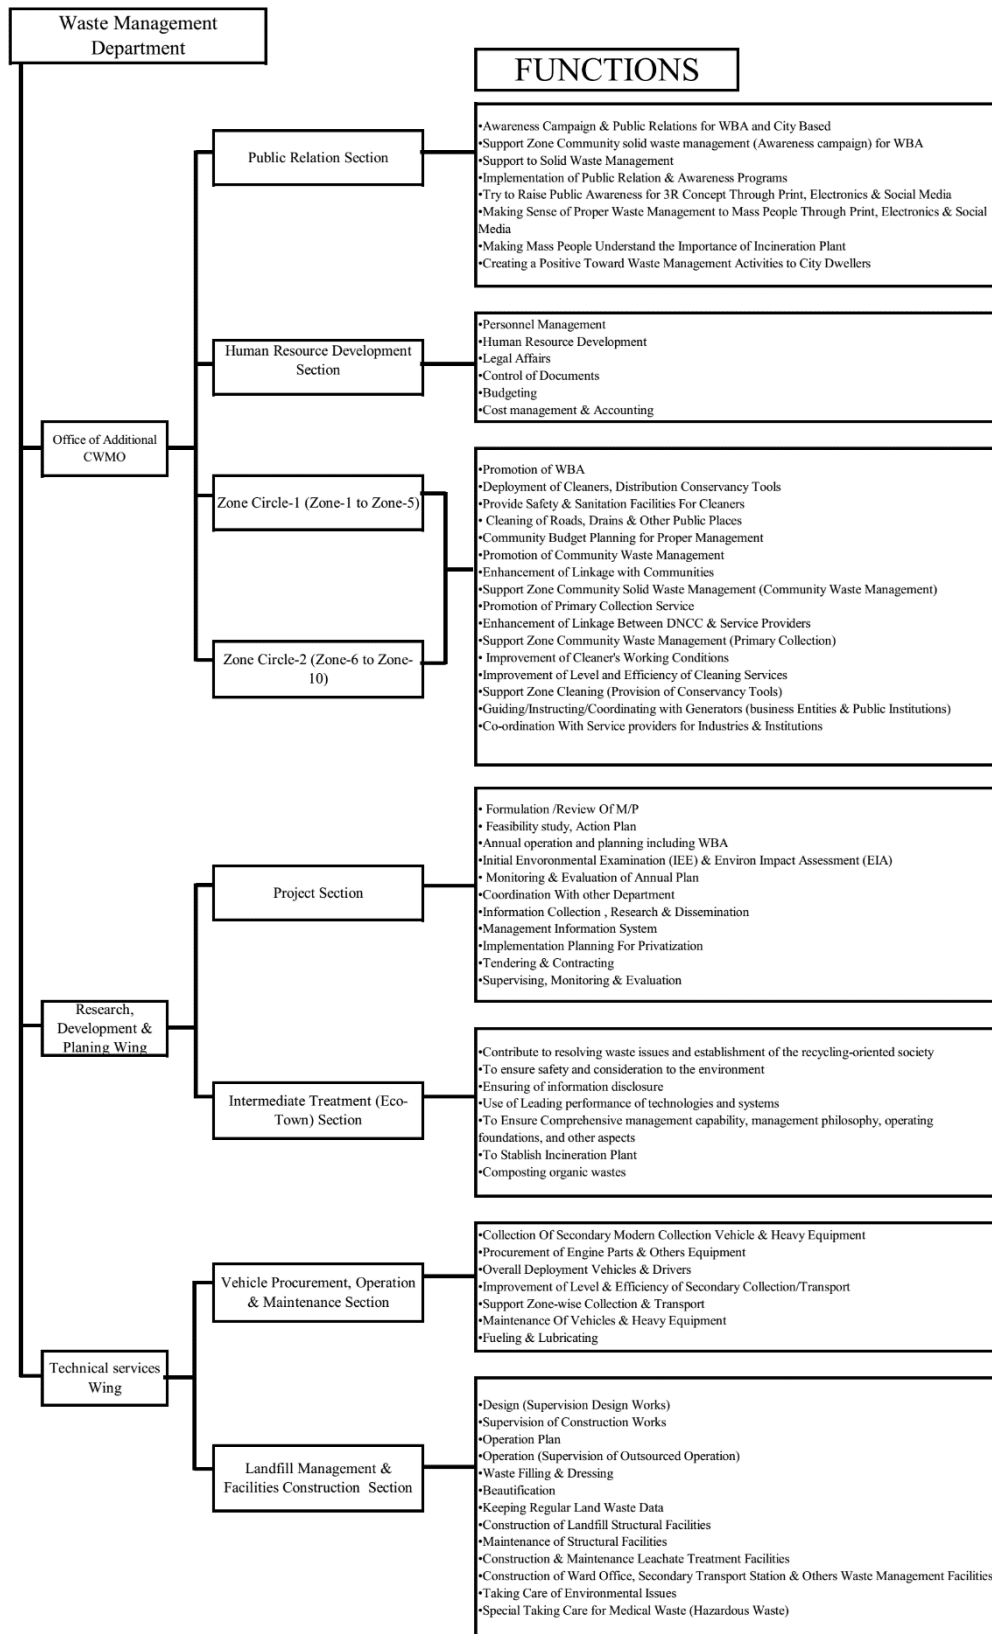 Waste Management
Department
FUNCTIONS
Public Relation Section
•Awareness Campaign & Public Relations for WBA and City Based
•Support Zone Community solid waste management (Awareness campaign) for WBA
•Support to Solid Waste Management
•Implementation of Public Relation & Awareness Programs
•Try to Raise Public Awareness for 3R Concept Through Print, Electronics & Social Media
•Making Sense of Proper Waste Management to Mass People Through Print, Electronics & Social
Media
•Making Mass People Understand the Importance of Incineration Plant
•Creating a Positive Toward Waste Management Activities to City Dwellers
Human Resource Development
Section
•Personnel Management
•Human Resource Development
•Legal Affairs
•Control of Documents
•Budgeting
•Cost management & Accounting
Office of Additional
CWMO
Zone Circle-1 (Zone-1 to Zone-5)
Zone Circle-2 (Zone-6 to Zone-
10)
•Promotion of WBA
•Deployment of Cleaners, Distribution Conservancy Tools
•Provide Safety & Sanitation Facilities For Cleaners
• Cleaning of Roads, Drains & Other Public Places
•Community Budget Planning for Proper Management
•Promotion of Community Waste Management
•Enhancement of Linkage with Communities
•Support Zone Community Solid Waste Management (Community Waste Management)
•Promotion of Primary Collection Service
•Enhancement of Linkage Between DNCC & Service Providers
•Support Zone Community Waste Management (Primary Collection)
• Improvement of Cleaner's Working Conditions
•Improvement of Level and Efficiency of Cleaning Services
•Support Zone Cleaning (Provision of Conservancy Tools)
•Guiding/Instructing/Coordinating with Generators (business Entities & Public Institutions)
•Co-ordination With Service providers for Industries & Institutions
Project Section
• Formulation /Review Of M/P
• Feasibility study, Action Plan
•Annual operation and planning including WBA
•Initial Envoronmental Examination (IEE) & Environ Impact Assessment (EIA)
• Monitoring & Evaluation of Annual Plan
•Coordination With other Department
•Information Collection , Research & Dissemination
•Management Information System
•Implementation Planning For Privatization
•Tendering & Contracting
•Supervising, Monitoring & Evaluation
Research,
Development &
Planing Wing
Intermediate Treatment (Eco-
Town) Section
•Contribute to resolving waste issues and establishment of the recycling-oriented society
•To ensure safety and consideration to the environment
•Ensuring of information disclosure
•Use of Leading performance of technologies and systems
•To Ensure Comprehensive management capability, management philosophy, operating
foundations, and other aspects
•To Stablish Incineration Plant
•Composting organic wastes
Vehicle Procurement, Operation
& Maintenance Section
•Collection Of Secondary Modern Collection Vehicle & Heavy Equipment
•Procurement of Engine Parts & Others Equipment
•Overall Deployment Vehicles & Drivers
•Improvement of Level & Efficiency of Secondary Collection/Transport
•Support Zone-wise Collection & Transport
•Maintenance Of Vehicles & Heavy Equipment
•Fueling & Lubricating
Technical services
Wing
Landfill Management &
Facilities Construction Section
•Design (Supervision Design Works)
•Supervision of Construction Works
•Operation Plan
•Operation (Supervision of Outsourced Operation)
•Waste Filling & Dressing
•Beautification
•Keeping Regular Land Waste Data
•Construction of Landfill Structural Facilities
•Maintenance of Structural Facilities
•Construction & Maintenance Leachate Treatment Facilities
•Construction of Ward Office, Secondary Transport Station & Others Waste Management Facilities
•Taking Care of Environmental Issues
•Special Taking Care for Medical Waste (Hazardous Waste)